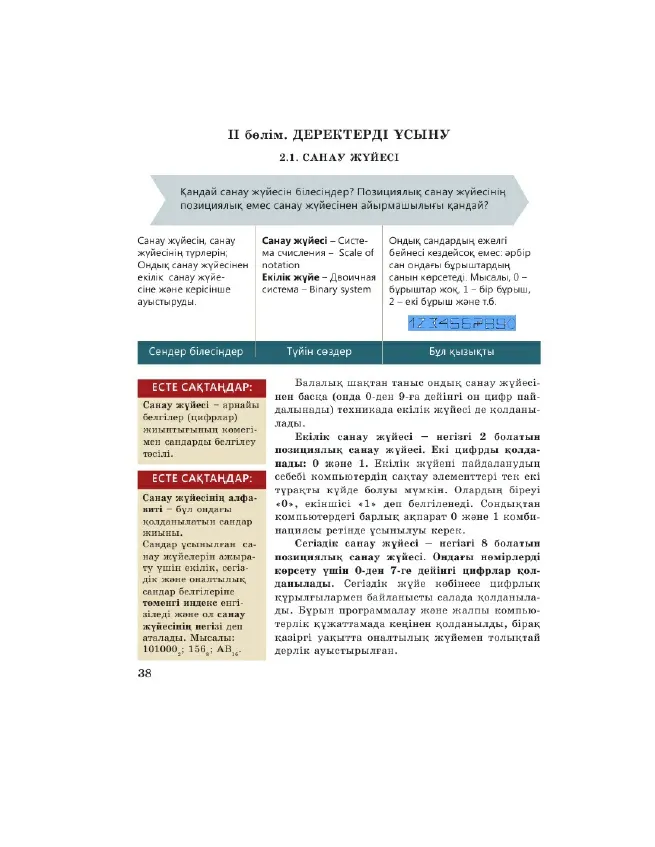 II бөлім. ДЕРЕКТЕРДІ ҰСЫНУ
2.1. САНАУ ЖҮЙЕСІ
Қандай санау жүйесін білесіңдер? Позициялық санау жүйесінің
позициялық емес санау жүйесінен айырмашылығы қандай?
Санау жүйесін, санау
жүйесінің түрлерін;
Ондық санау жүйесінен
екілік санау жүйе-
сіне және керісінше
ауыстыруды.
Сендер білесіңдер
Санау жүйесі – Систе-
ма счисления – Scale of
notation
Екілік жүйе – Двоичная
система – Binary system
Түйін сөздер
Ондық сандардың ежелгі
бейнесі кездейсоқ емес: әрбір
сан ондағы бұрыштардың
санын көрсетеді. Мысалы, 0 –
бұрыштар жоқ, 1 – бір бұрыш,
2 – екі бұрыш және т.б.
1234567890
Бұл қызықты
ЕСТЕ САҚТАҢДАР:
Санау жүйесі – арнайы
белгілер (цифрлар)
жиынтығының көмегі-
мен сандарды белгілеу
тәсілі.
ЕСТЕ САҚТАҢДАР:
Санау жүйесінің алфа-
виті – бұл ондағы
қолданылатын сандар
жиыны.
Сандар ұсынылған са-
нау жүйелерін ажыра-
ту үшін екілік, сегіз-
дік және оналтылық
сандар белгілеріне
төменгі индекс енгі-
зіледі және ол санау
жүйесінің негізі деп
аталады. Мысалы:
101000₂; 156₈; AB₁₆.
Балалық шақтан таныс ондық санау жүйесі-
нен басқа (онда 0-ден 9-ға дейінгі он цифр пай-
даланады) техникада екілік жүйесі де қолданы-
лады.
Екілік санау жүйесі – негізгі 2 болатын
позициялық санау жүйесі. Екі цифрды қолда-
нады: 0 және 1. Екілік жүйені пайдаланудың
себебі компьютердің сақтау элементтері тек екі
тұрақты күйде болуы мүмкін. Олардың біреуі
«0», екіншісі «1» деп белгіленеді. Сондықтан
компьютердегі барлық ақпарат 0 және 1 комби-
нациясы ретінде ұсынылуы керек.
Сегіздік санау жүйесі – негізгі 8 болатын
позициялық санау жүйесі. Ондағы нөмірлерді
көрсету үшін 0-ден 7-ге дейінгі цифрлар қол-
данылады. Сегіздік жүйе көбінесе цифрлық
құрылғылармен байланысты салада қолданыла-
ды. Бұрын программалау және жалпы компью-
терлік құжаттамада кеңінен қолданылды, бірақ
қазіргі уақытта оналтылық жүйемен толықтай
дерлік ауыстырылған.
38